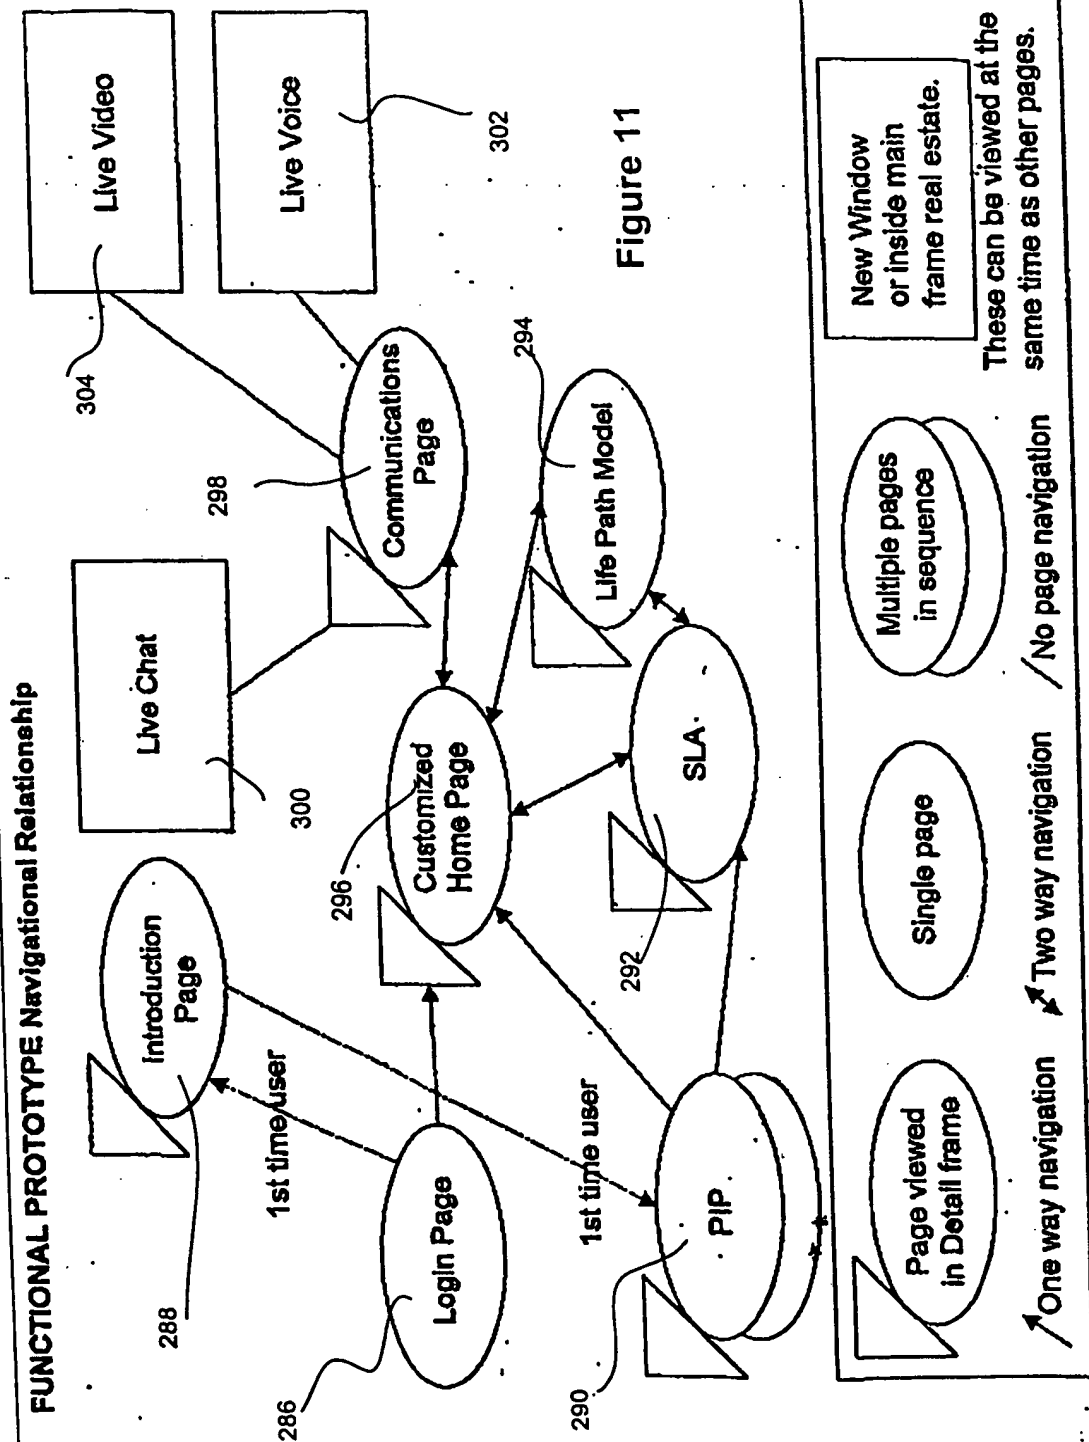 FUNCTIONAL PROTOTYPE Navigational Relationship
288
Introduction
Page
300
Live Chat
304
Live Video
298
Communications
Page
Live Voice
302
1st time user
286
Login Page
296
Customized
Home Page
294
Life Path Model
Figure 11
1st time user
290
PIP
292
SLA
Page viewed
in Detail frame
Single page
Multiple pages
in sequence
New Window
or inside main
frame real estate.
These can be viewed at the
same time as other pages.
One way navigation
Two way navigation
No page navigation